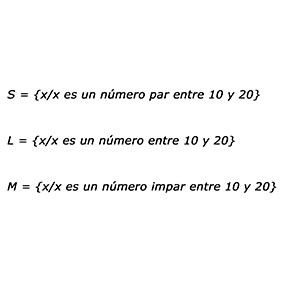 S = {x/x es un número par entre 10 y 20}
L = {x/x es un número entre 10 y 20}
M = {x/x es un número impar entre 10 y 20}